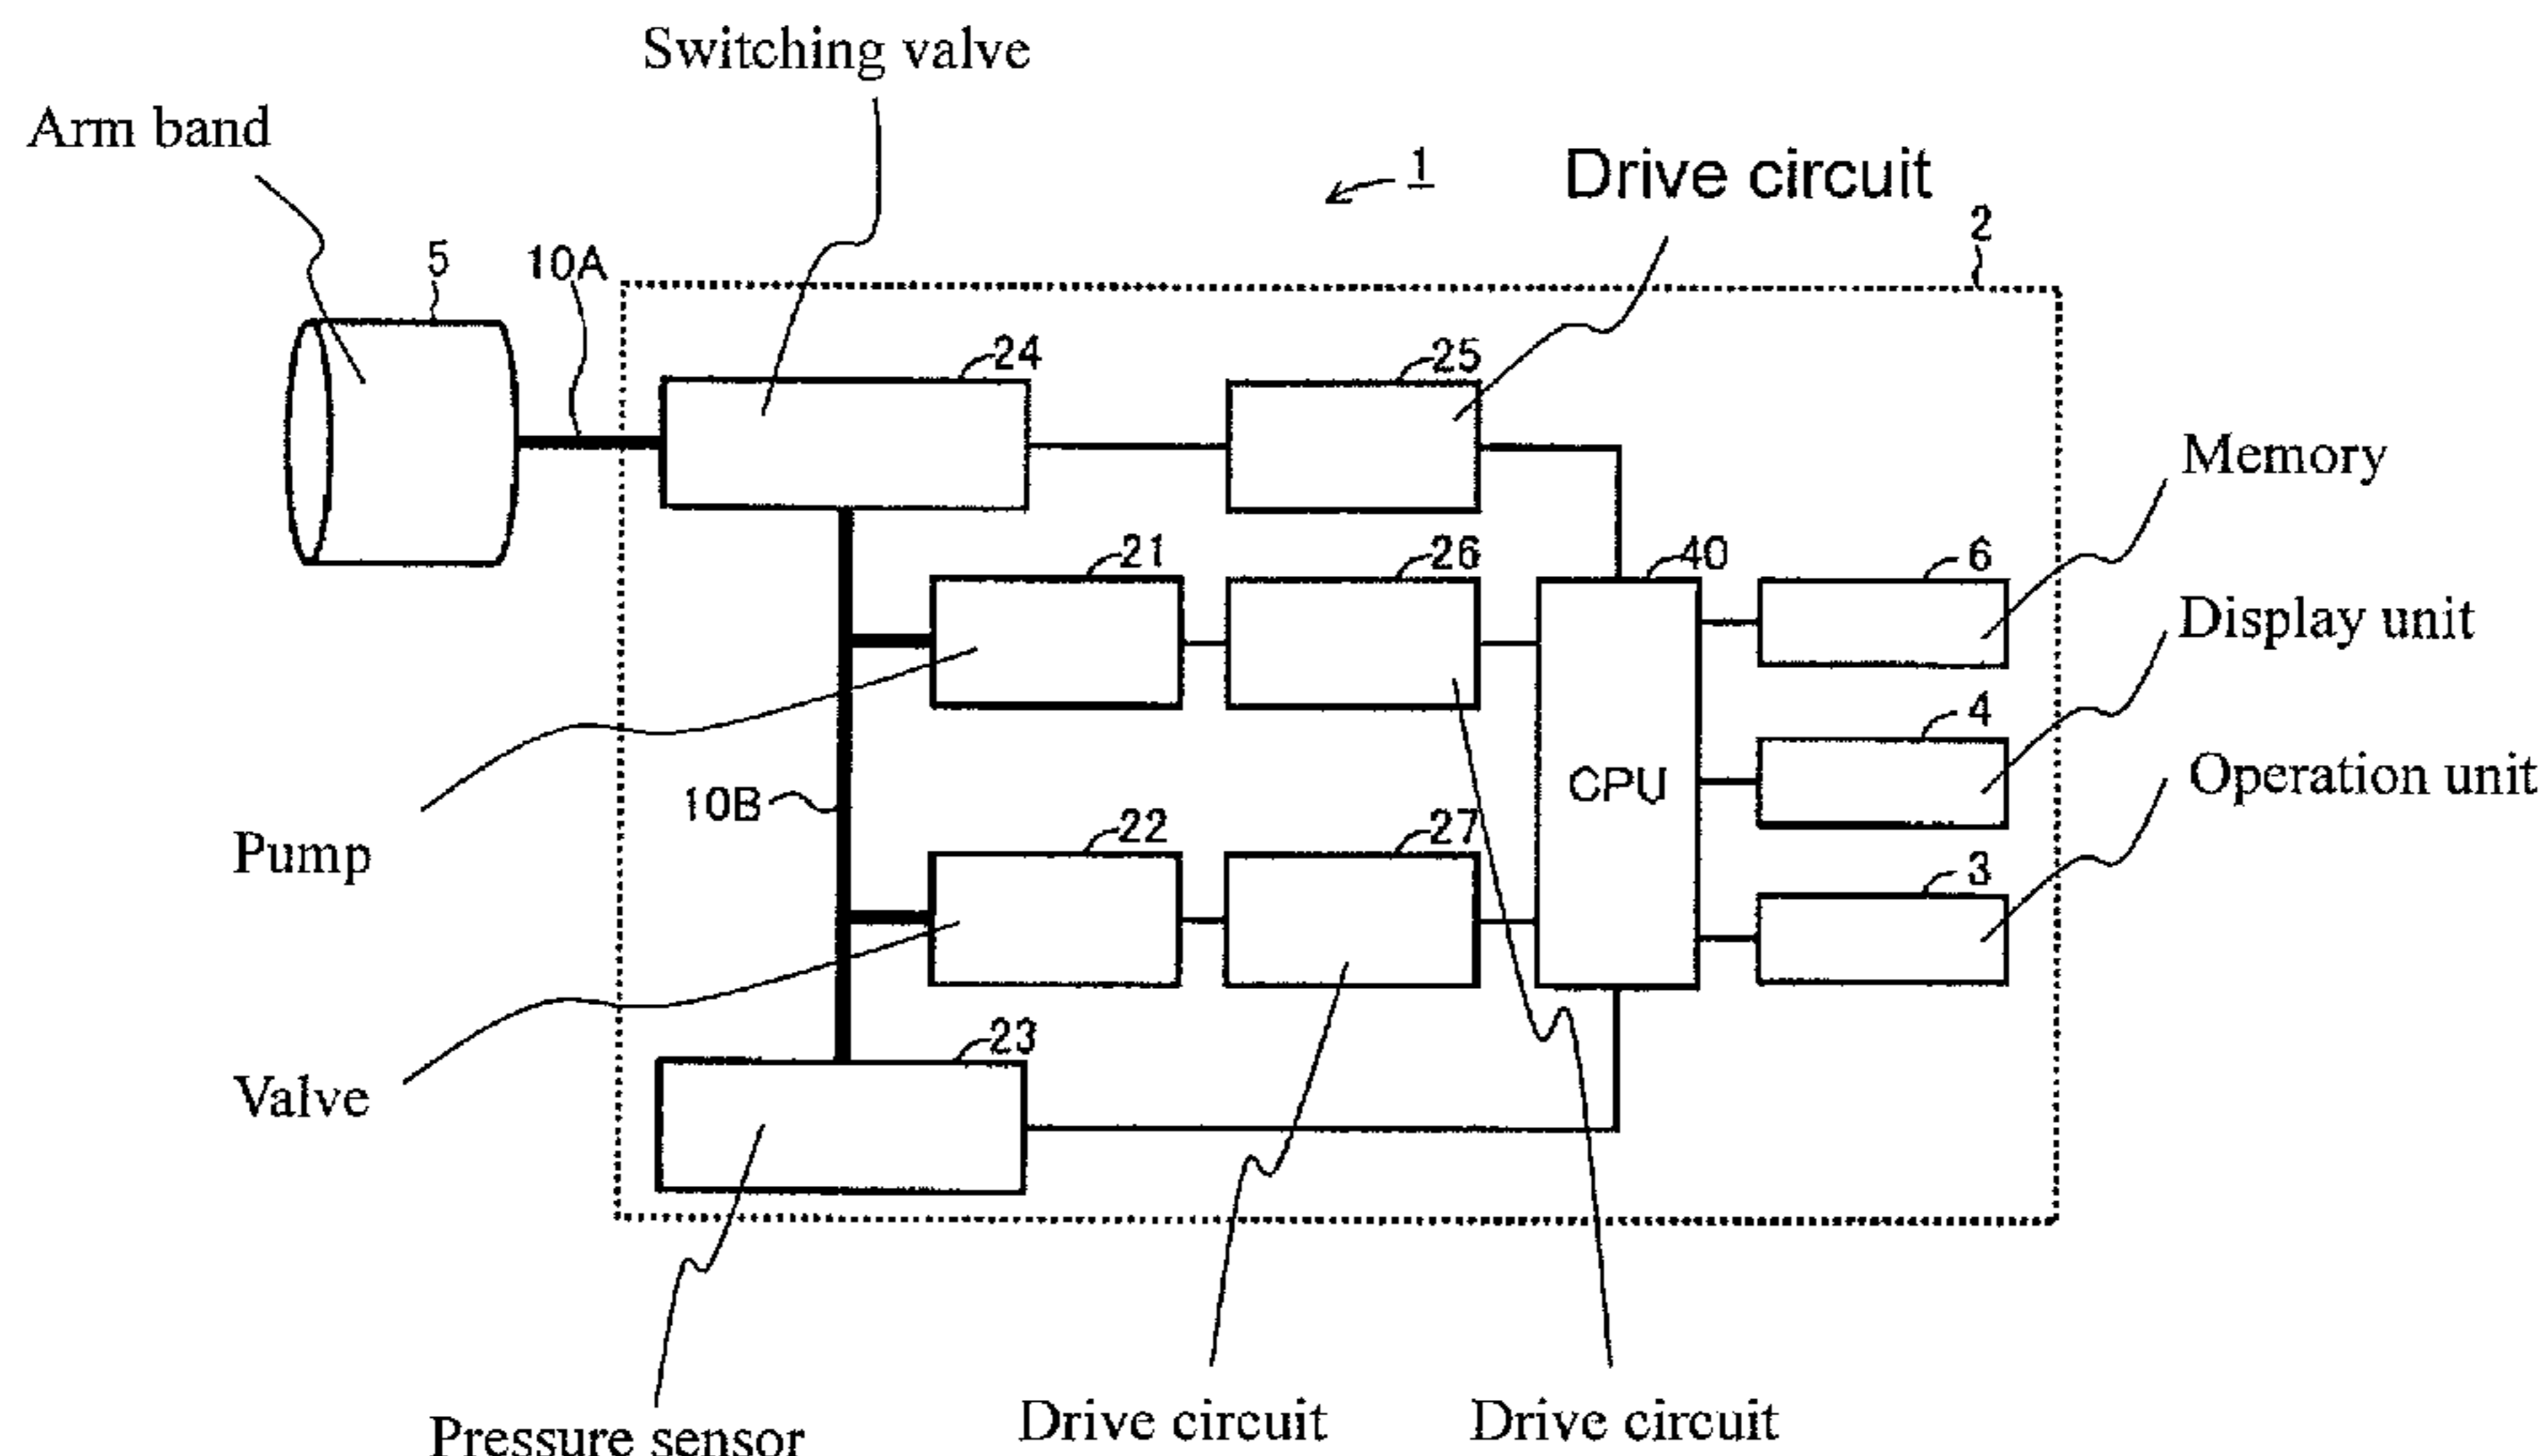 Switching valve
Arm band
1
Drive circuit
2
5
10A
24
25
Memory
21
26
40
6
Display unit
4
Operation unit
CPU
10B
Pump
22
27
3
23
Valve
Pressure sensor
Drive circuit
Drive circuit